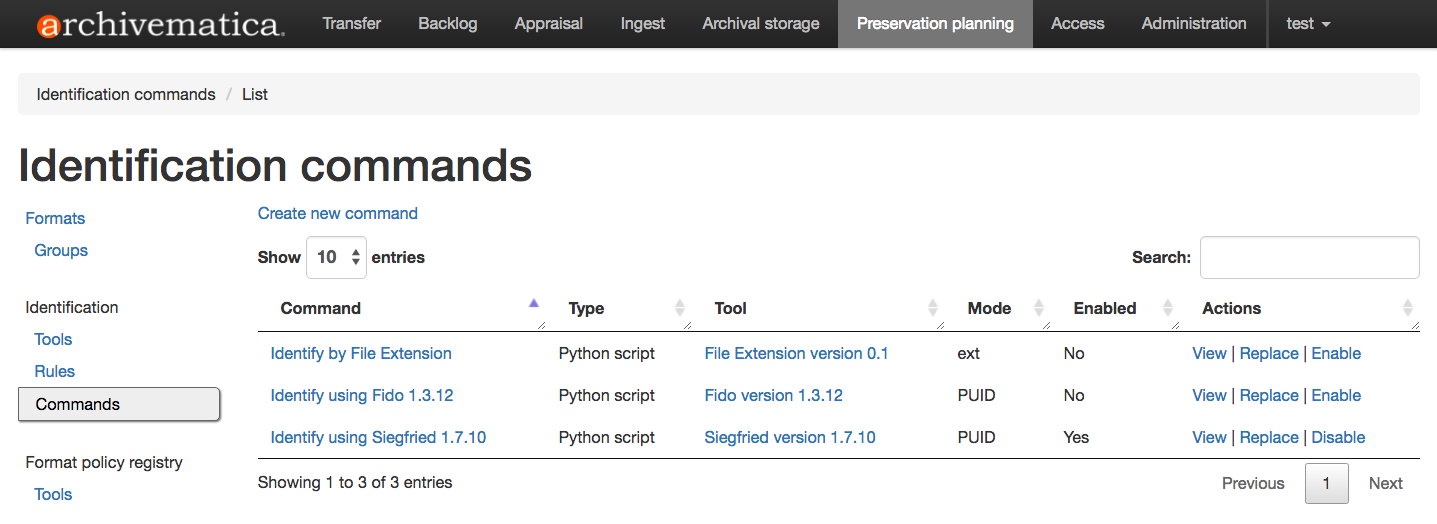 archivematica. Transfer Backlog Appraisal Ingest Archival storage Preservation planning Access Administration test
Identification commands / List
Identification commands
Formats
Groups
Identification
Tools
Rules
Commands
Format policy registry
Tools
Create new command
Show 10 entries Search:
Command Type Tool Mode Enabled Actions
Identify by File Extension Python script File Extension version 0.1 ext No View | Replace | Enable
Identify using Fido 1.3.12 Python script Fido version 1.3.12 PUID No View | Replace | Enable
Identify using Siegfried 1.7.10 Python script Siegfried version 1.7.10 PUID Yes View | Replace | Disable
Showing 1 to 3 of 3 entries Previous 1 Next